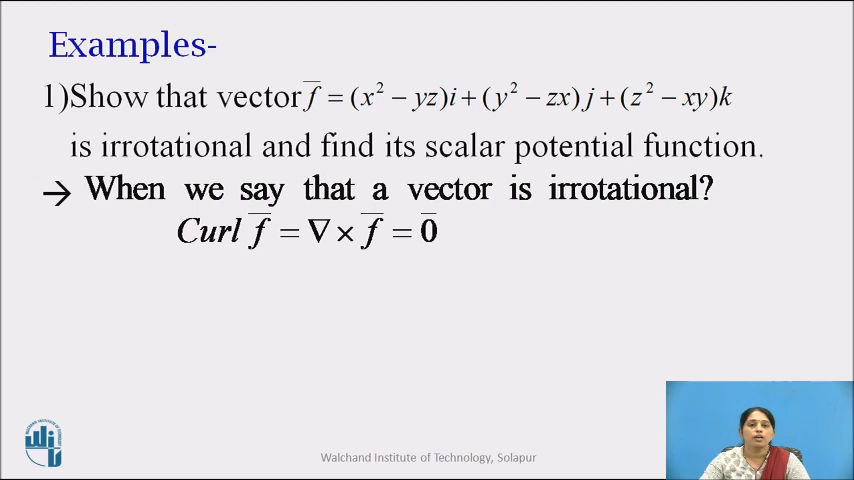 Examples-
1)Show that vector f̅ = (x² − yz)i + (y² − zx)j + (z² − xy)k
is irrotational and find its scalar potential function.
→ When we say that a vector is irrotational?
Curl f̅ = ∇ × f̅ = 0̅
Walchand Institute of Technology, Solapur